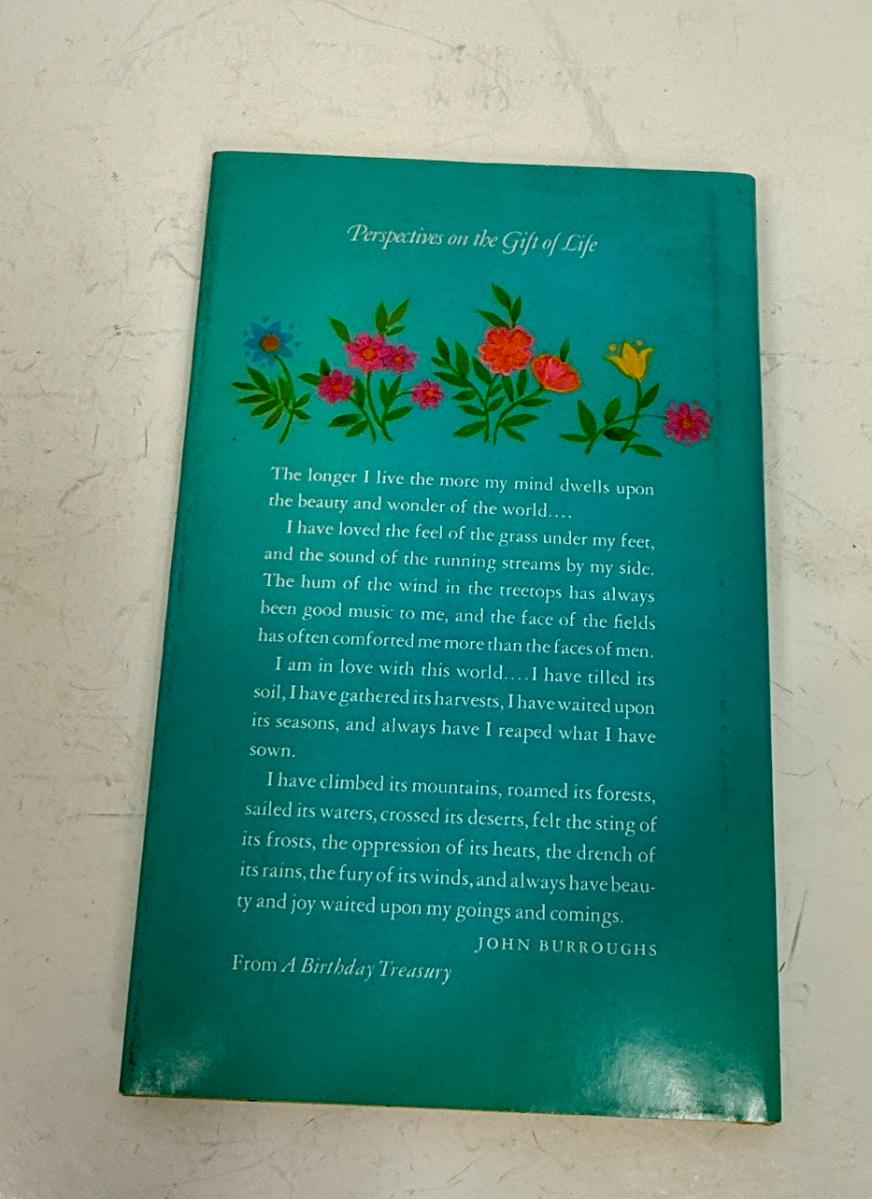 Perspectives on the Gift of Life
The longer I live the more my mind dwells upon
the beauty and wonder of the world....
I have loved the feel of the grass under my feet,
and the sound of the running streams by my side.
The hum of the wind in the treetops has always
been good music to me, and the face of the fields
has often comforted me more than the faces of men.
I am in love with this world....I have tilled its
soil, I have gathered its harvests, I have waited upon
its seasons, and always have I reaped what I have
sown.
I have climbed its mountains, roamed its forests,
sailed its waters, crossed its deserts, felt the sting of
its frosts, the oppression of its heats, the drench of
its rains, the fury of its winds, and always have beau-
ty and joy waited upon my goings and comings.
JOHN BURROUGHS
From A Birthday Treasury